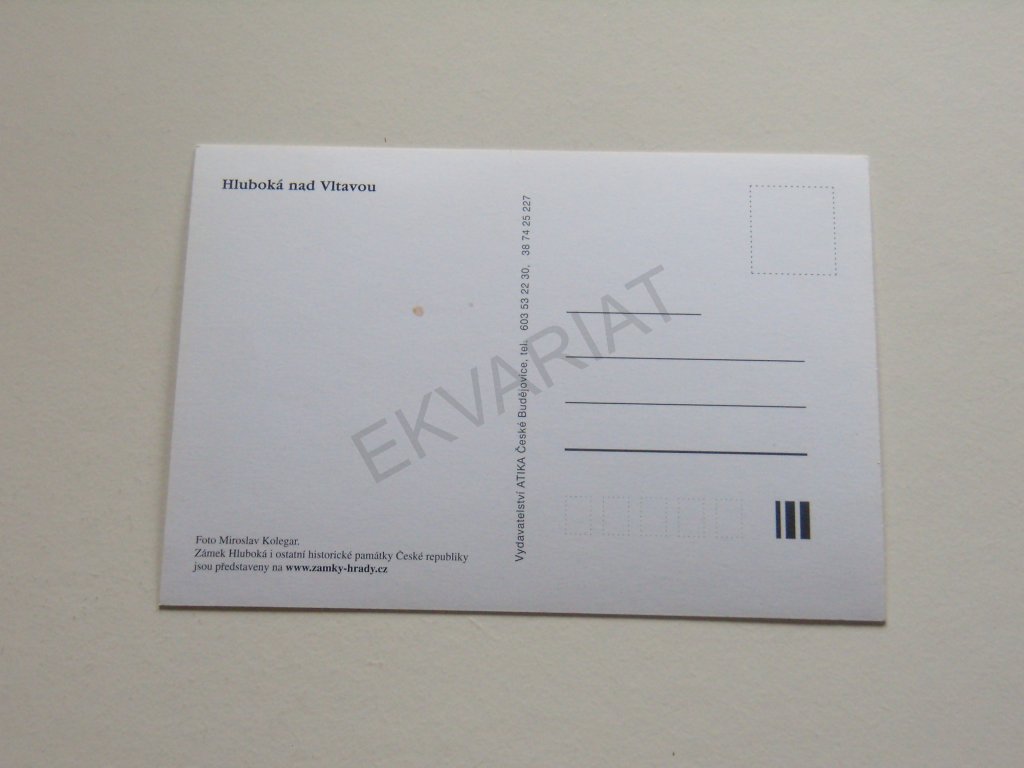 Hluboká nad Vltavou
Vydavatelství ATIKA České Budějovice, tel. 603 53 22 30, 38 74 25 227
EKVARIAT
Foto Miroslav Kolegar.
Zámek Hluboká i ostatní historické památky České republiky
jsou představeny na www.zamky-hrady.cz